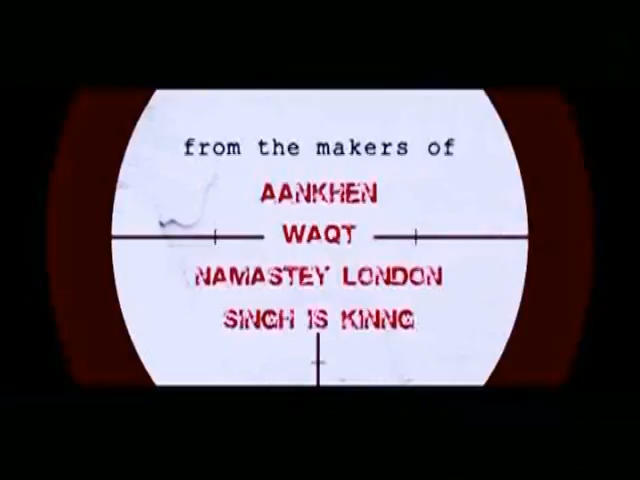 from the makers of
AANKHEN
WAQT
NAMASTEY LONDON
SINGH IS KINNG